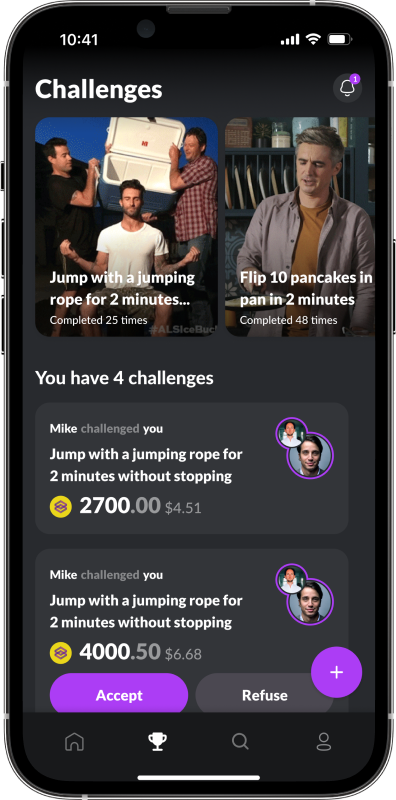 10:41
Challenges
1
Jump with a jumping
rope for 2 minutes...
Completed 25 times
Flip 10 pancakes in
pan in 2 minutes
Completed 48 times
You have 4 challenges
Mike challenged you
Jump with a jumping rope for
2 minutes without stopping
2700.00 $4.51
Mike challenged you
Jump with a jumping rope for
2 minutes without stopping
4000.50 $6.68
Accept
Refuse